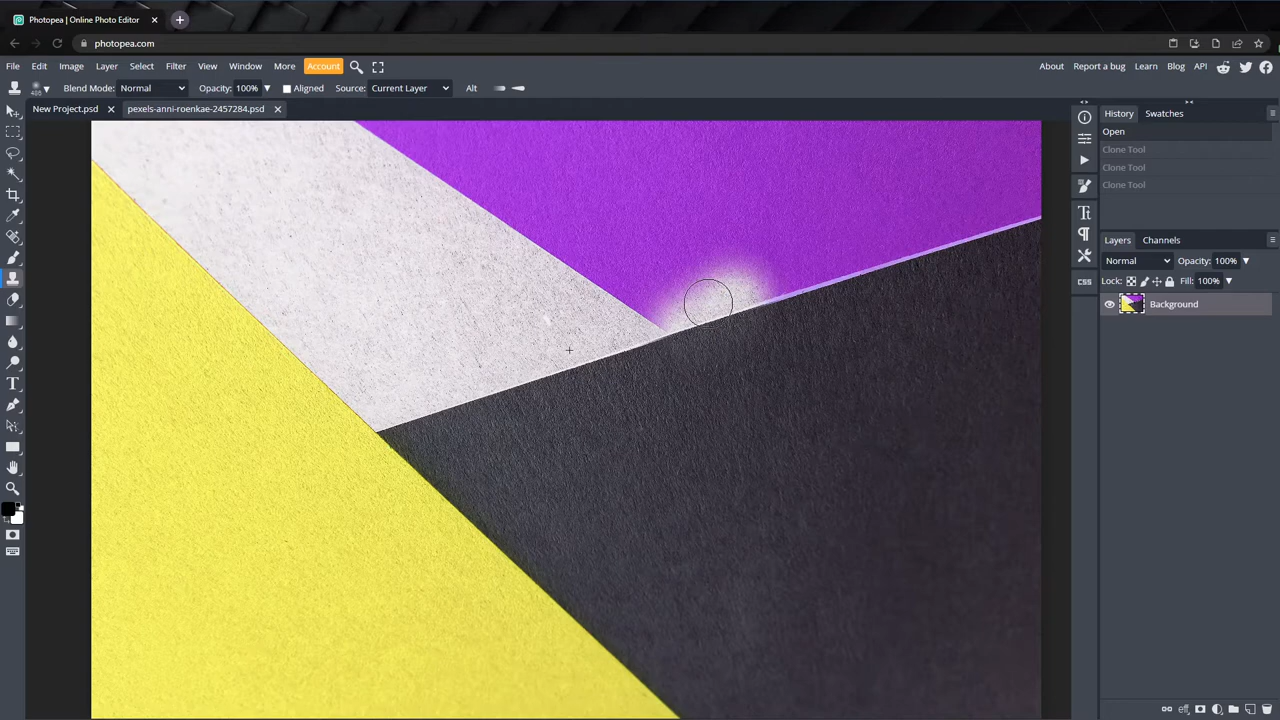 Photopea | Online Photo Editor
photopea.com
File Edit Image Layer Select Filter View Window More Account About Report a bug Learn Blog API
486 Blend Mode: Normal Opacity: 100% Aligned Source: Current Layer Alt
New Project.psd pexels-anni-roenkae-2457284.psd
History Swatches
Open
Clone Tool
Clone Tool
Clone Tool
Layers Channels
Normal Opacity: 100%
Lock: Fill: 100%
CSS
Background
eff